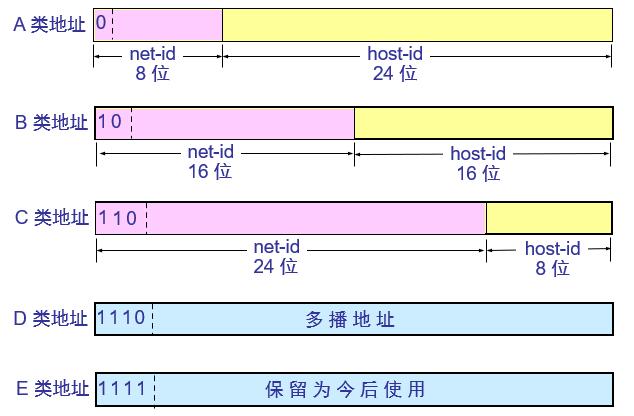 A 类地址 0
net-id host-id
8 位 24 位
B 类地址 10
net-id host-id
16 位 16 位
C 类地址 110
net-id host-id
24 位 8 位
D 类地址 1110 多播地址
E 类地址 1111 保留为今后使用